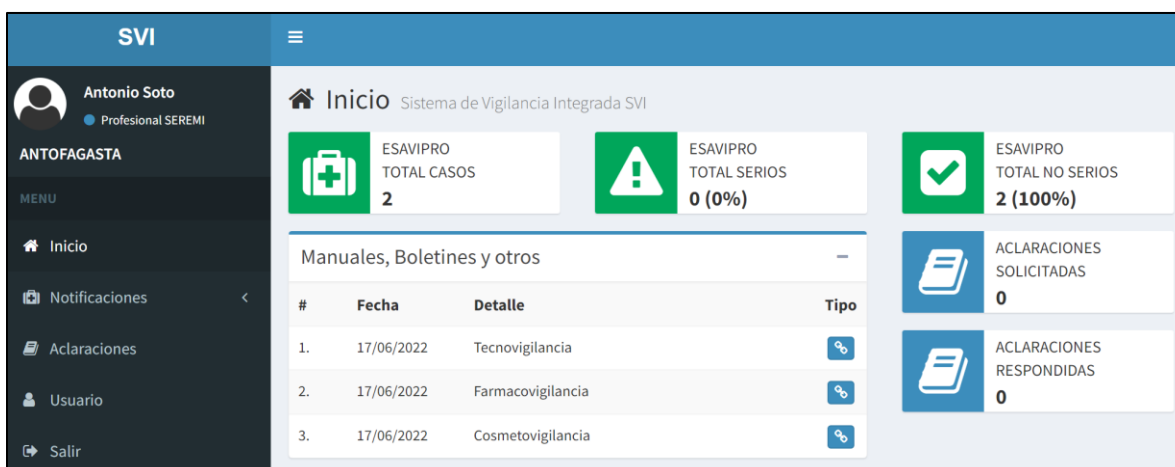 SVI
Antonio Soto
Profesional SEREMI
ANTOFAGASTA
MENU
Inicio
Notificaciones
Aclaraciones
Usuario
Salir
Inicio Sistema de Vigilancia Integrada SVI
ESAVIPRO
TOTAL CASOS
2
ESAVIPRO
TOTAL SERIOS
0 (0%)
ESAVIPRO
TOTAL NO SERIOS
2 (100%)
Manuales, Boletines y otros
# Fecha Detalle Tipo
1. 17/06/2022 Tecnovigilancia
2. 17/06/2022 Farmacovigilancia
3. 17/06/2022 Cosmetovigilancia
ACLARACIONES
SOLICITADAS
0
ACLARACIONES
RESPONDIDAS
0